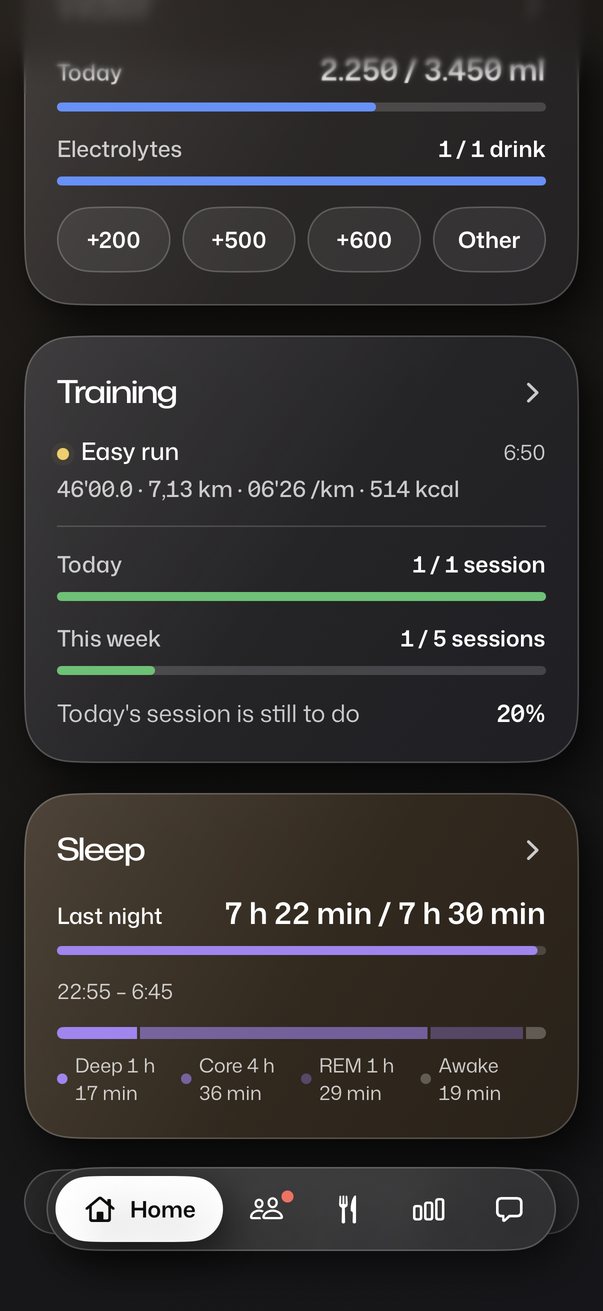 Today 2.250 / 3.450 ml
Electrolytes 1 / 1 drink
+200 +500 +600 Other
Training
Easy run 6:50
46'00.0 · 7,13 km · 06'26 /km · 514 kcal
Today 1 / 1 session
This week 1 / 5 sessions
Today's session is still to do 20%
Sleep
Last night 7 h 22 min / 7 h 30 min
22:55 – 6:45
Deep 1 h Core 4 h REM 1 h Awake
17 min 36 min 29 min 19 min
Home